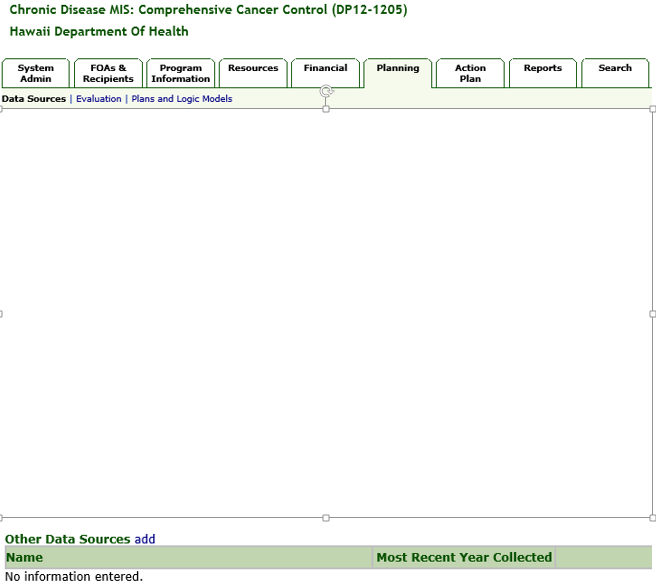 Chronic Disease MIS: Comprehensive Cancer Control (DP12-1205)
Hawaii Department Of Health
System Admin
FOAs & Recipients
Program Information
Resources
Financial
Planning
Action Plan
Reports
Search
Data Sources | Evaluation | Plans and Logic Models
Other Data Sources add
Name Most Recent Year Collected
No information entered.